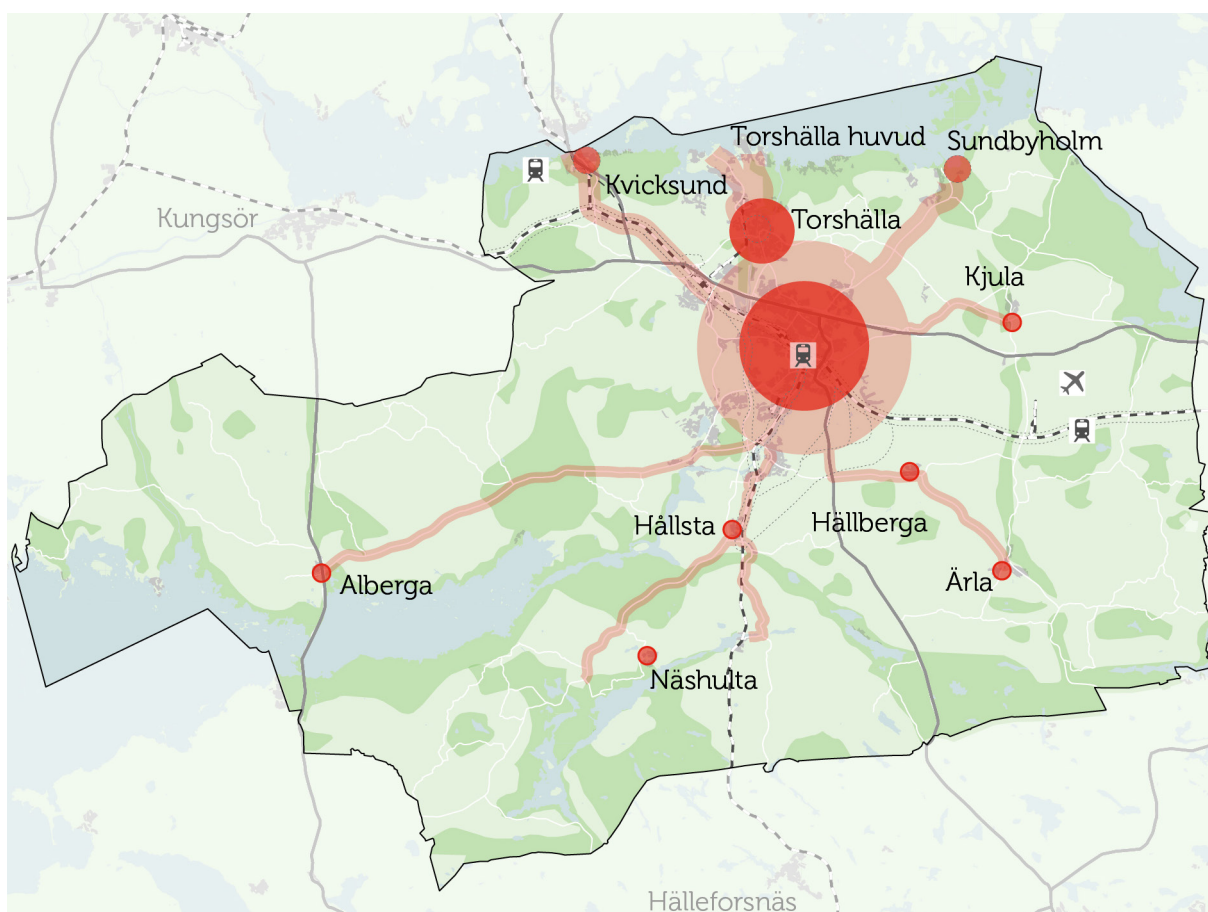 Torshälla huvud
Sundbyholm
Kvicksund
Kungsör
Torshälla
Kjula
Hållsta
Hällberga
Alberga
Ärla
Näshulta
Hälleforsnäs